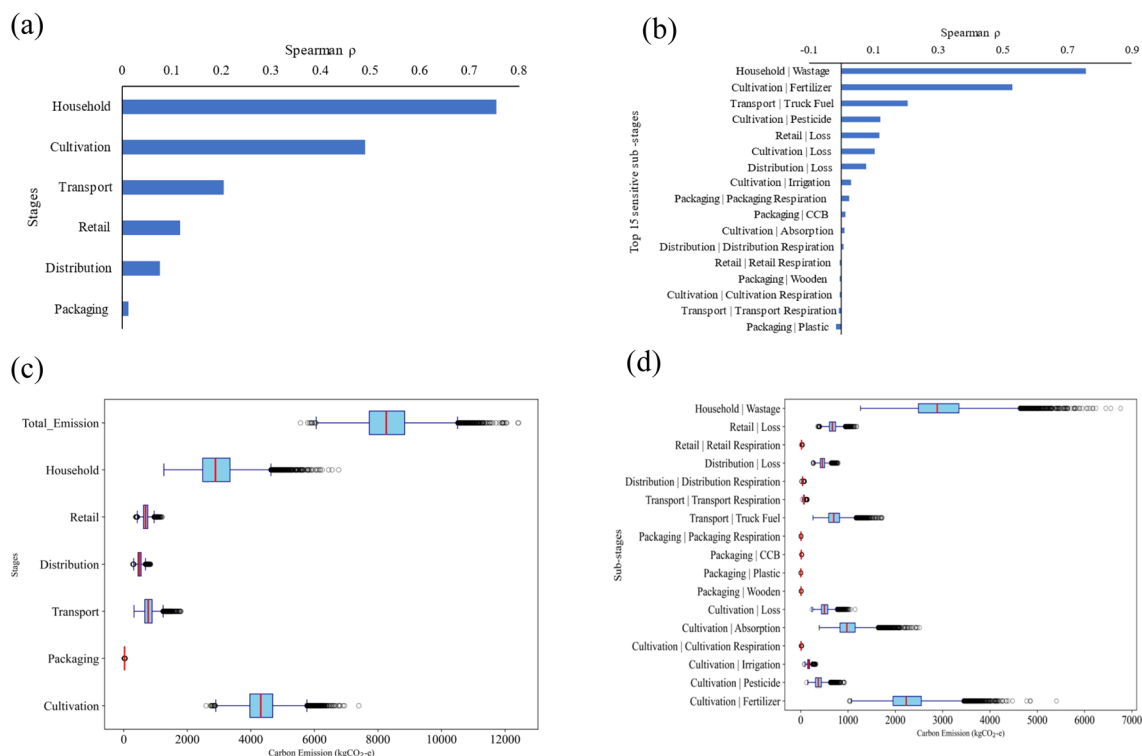 (a)
Spearman ρ
0 0.1 0.2 0.3 0.4 0.5 0.6 0.7 0.8
Stages
Household
Cultivation
Transport
Retail
Distribution
Packaging
(b)
Spearman ρ
-0.1 0.1 0.3 0.5 0.7 0.9
Top 15 sensitive sub -stages
Household | Wastage
Cultivation | Fertilizer
Transport | Truck Fuel
Cultivation | Pesticide
Retail | Loss
Cultivation | Loss
Distribution | Loss
Cultivation | Irrigation
Packaging | Packaging Respiration
Packaging | CCB
Cultivation | Absorption
Distribution | Distribution Respiration
Retail | Retail Respiration
Packaging | Wooden
Cultivation | Cultivation Respiration
Transport | Transport Respiration
Packaging | Plastic
(c)
Stages
Total_Emission
Household
Retail
Distribution
Transport
Packaging
Cultivation
0 2000 4000 6000 8000 10000 12000
Carbon Emission (kgCO₂-e)
(d)
Sub-stages
Household | Wastage
Retail | Loss
Retail | Retail Respiration
Distribution | Loss
Distribution | Distribution Respiration
Transport | Transport Respiration
Transport | Truck Fuel
Packaging | Packaging Respiration
Packaging | CCB
Packaging | Plastic
Packaging | Wooden
Cultivation | Loss
Cultivation | Absorption
Cultivation | Cultivation Respiration
Cultivation | Irrigation
Cultivation | Pesticide
Cultivation | Fertilizer
0 1000 2000 3000 4000 5000 6000 7000
Carbon Emission (kgCO₂-e)